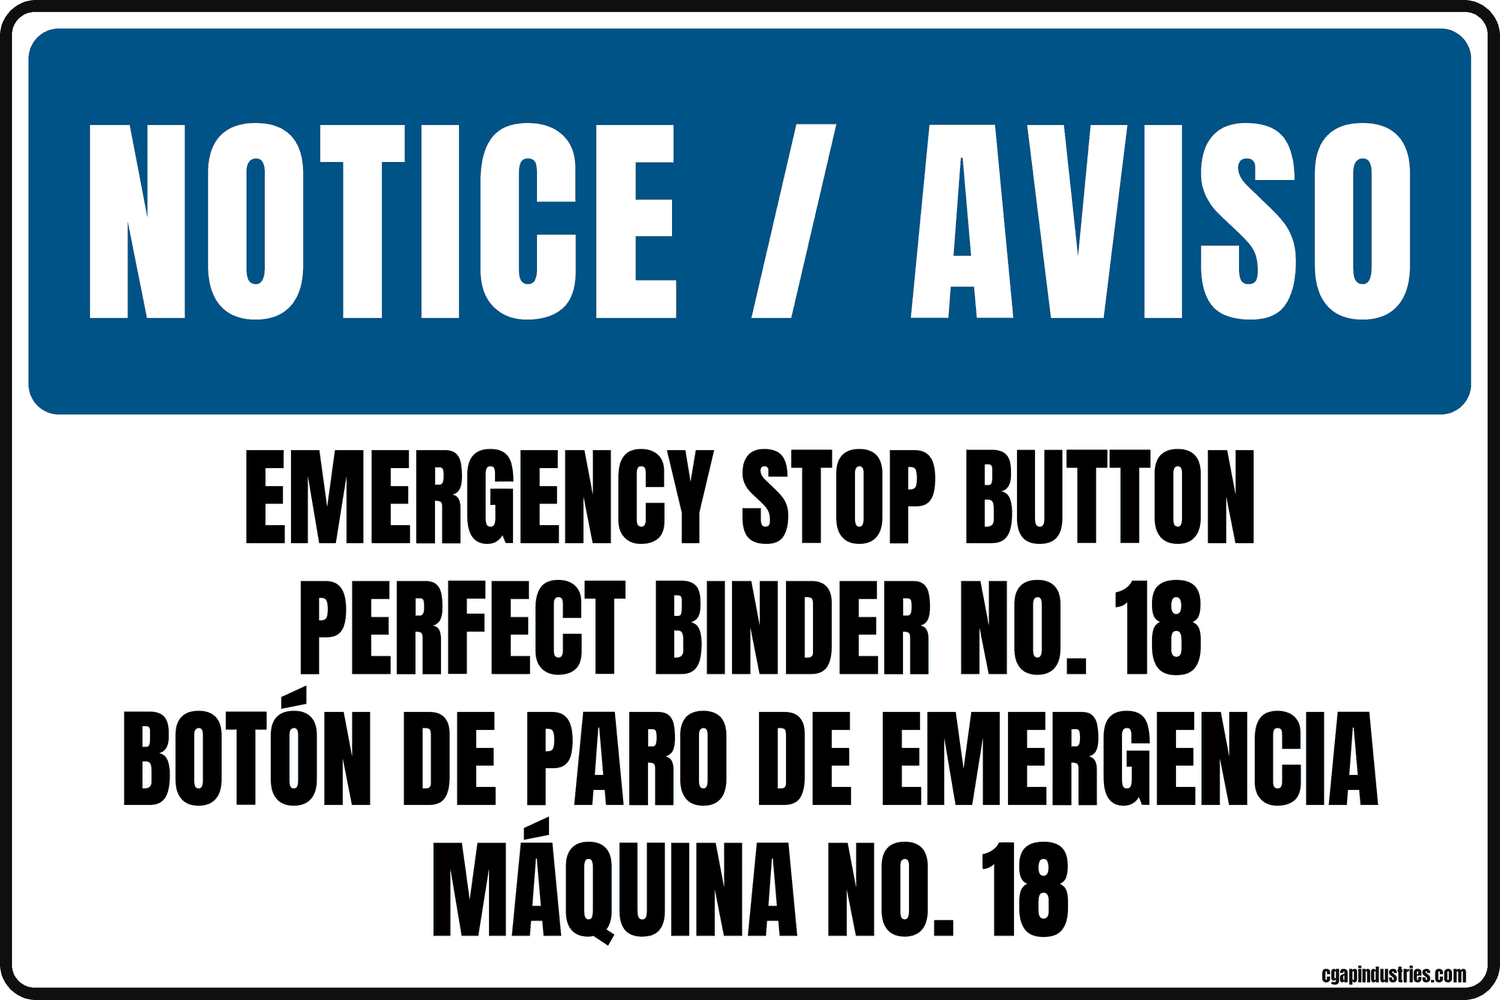 NOTICE / AVISO
EMERGENCY STOP BUTTON
PERFECT BINDER NO. 18
BOTÓN DE PARO DE EMERGENCIA
MÁQUINA NO. 18
cgapindustries.com